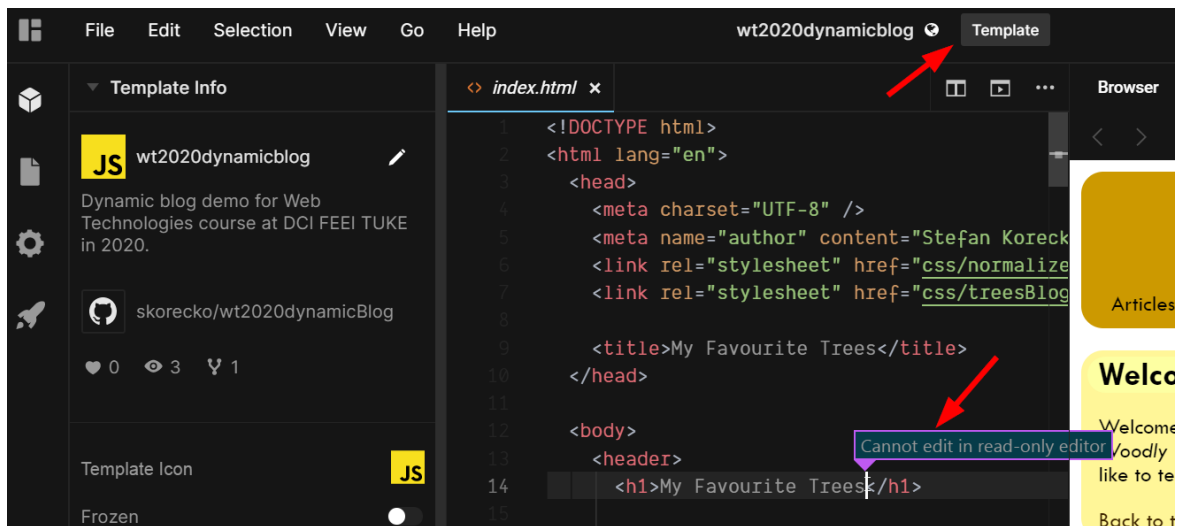 File Edit Selection View Go Help wt2020dynamicblog Template
Template Info
JS wt2020dynamicblog
Dynamic blog demo for Web
Technologies course at DCI FEEI TUKE
in 2020.
skorecko/wt2020dynamicBlog
0 3 1
Template Icon JS
Frozen
<> index.html ×
1 <!DOCTYPE html>
2 <html lang="en">
3 <head>
4 <meta charset="UTF-8" />
5 <meta name="author" content="Stefan Koreck
6 <link rel="stylesheet" href="css/normalize
7 <link rel="stylesheet" href="css/treesBlog
8
9 <title>My Favourite Trees</title>
10 </head>
11
12 <body>
Cannot edit in read-only editor
13 <header>
14 <h1>My Favourite Trees</h1>
15
Browser
Articles
Welco
Welcome
Woodly
like to te
Back to t